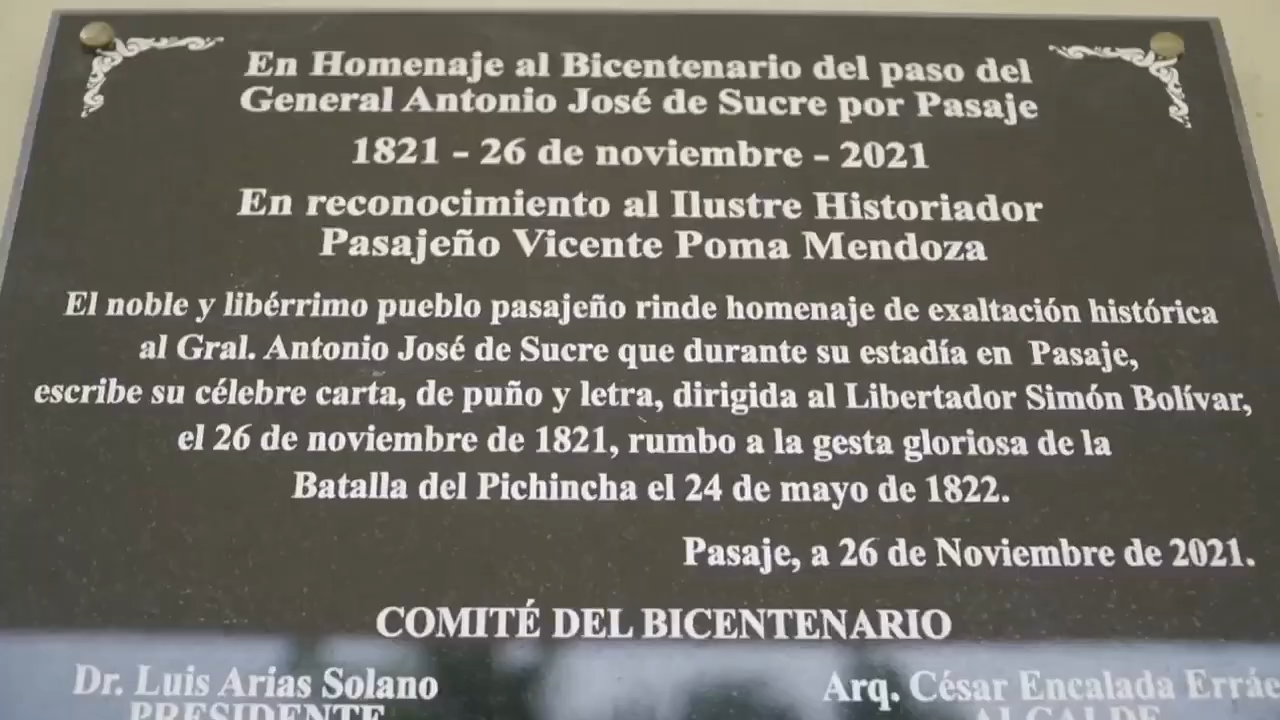 En Homenaje al Bicentenario del paso del
General Antonio José de Sucre por Pasaje
1821 - 26 de noviembre - 2021
En reconocimiento al Ilustre Historiador
Pasajeño Vicente Poma Mendoza
El noble y libérrimo pueblo pasajeño rinde homenaje de exaltación histórica
al Gral. Antonio José de Sucre que durante su estadía en Pasaje,
escribe su célebre carta, de puño y letra, dirigida al Libertador Simón Bolívar,
el 26 de noviembre de 1821, rumbo a la gesta gloriosa de la
Batalla del Pichincha el 24 de mayo de 1822.
Pasaje, a 26 de Noviembre de 2021.
COMITÉ DEL BICENTENARIO
Dr. Luis Arias Solano
Arq. César Encalada
PRESIDENTE
ALCALDE